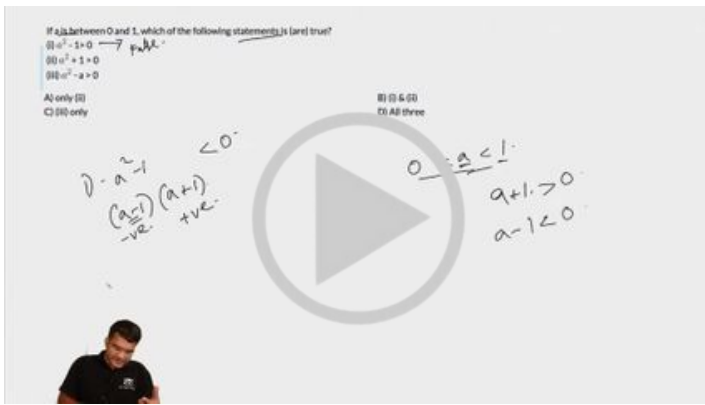 If a is between 0 and 1, which of the following statements is (are) true?
(i) a² - 1 > 0 → false.
(ii) a² + 1 > 0
(iii) a² - a > 0
A) only (ii)
B) (i) & (ii)
C) (iii) only
D) All three
1) - a² - 1 < 0
(a-1) (a+1)
-ve. +ve.
0 < a < 1.
a+1 > 0
a-1 < 0